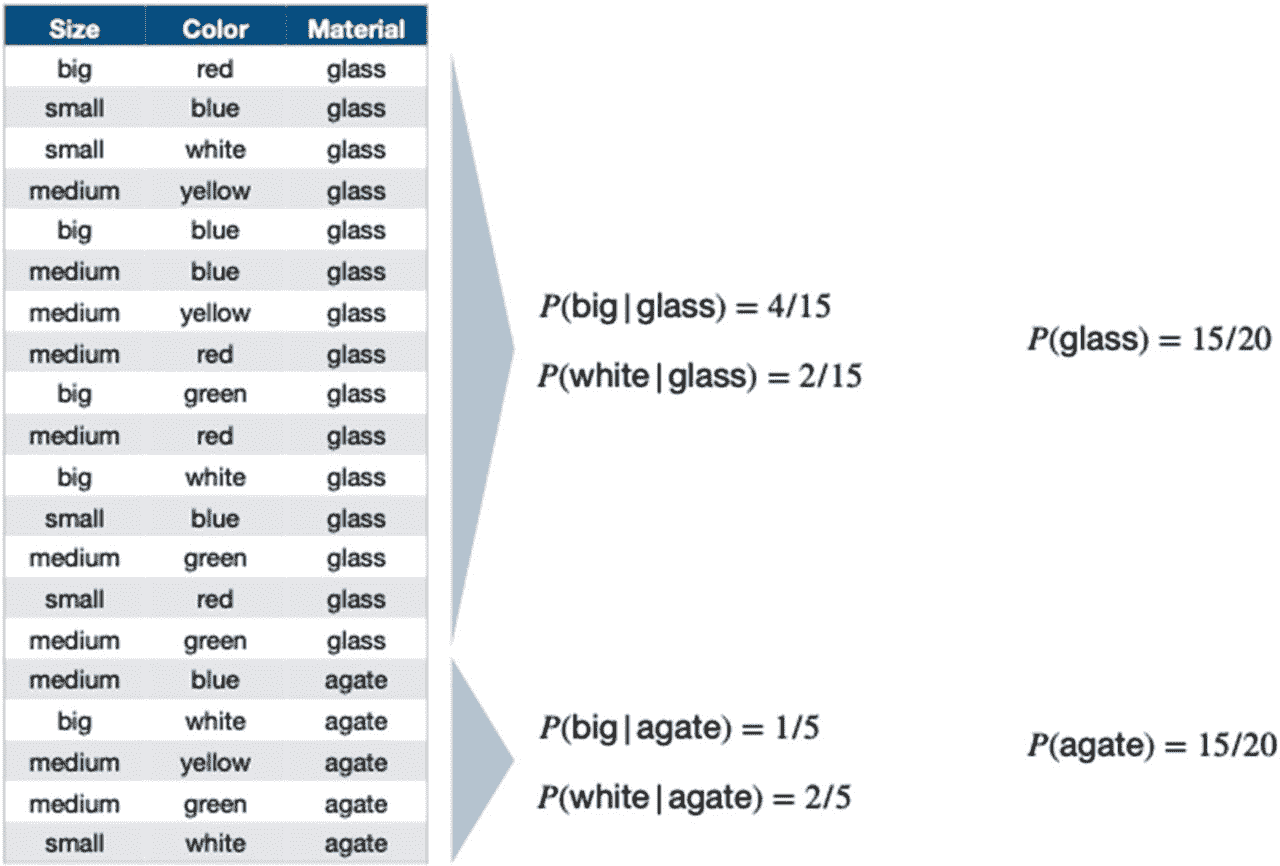 Size Color Material
big red glass
small blue glass
small white glass
medium yellow glass
big blue glass
medium blue glass
medium yellow glass
medium red glass
big green glass
medium red glass
big white glass
small blue glass
medium green glass
small red glass
medium green glass
medium blue agate
big white agate
medium yellow agate
medium green agate
small white agate
P(big | glass) = 4/15
P(white | glass) = 2/15
P(glass) = 15/20
P(big | agate) = 1/5
P(white | agate) = 2/5
P(agate) = 15/20